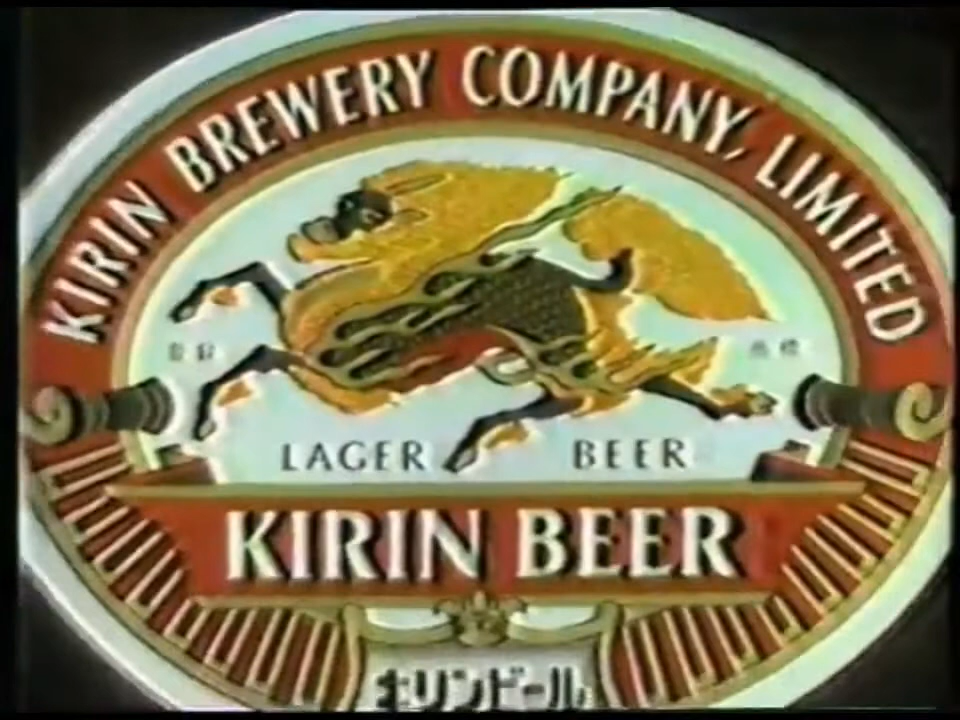 KIRIN BREWERY COMPANY, LIMITED
LAGER BEER
KIRIN BEER
キリンビール